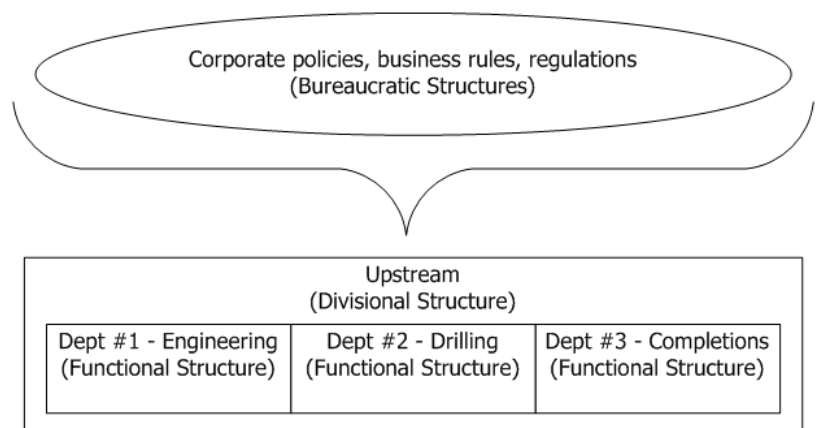 Corporate policies, business rules, regulations
(Bureaucratic Structures)
Upstream
(Divisional Structure)
Dept #1 - Engineering
(Functional Structure)
Dept #2 - Drilling
(Functional Structure)
Dept #3 - Completions
(Functional Structure)